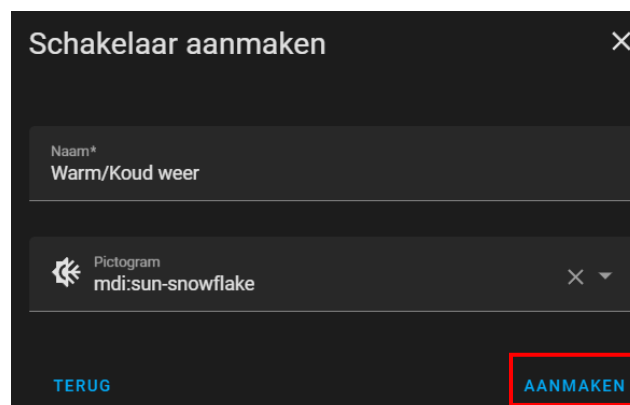 Schakelaar aanmaken
Naam*
Warm/Koud weer
Pictogram
mdi:sun-snowflake
TERUG
AANMAKEN